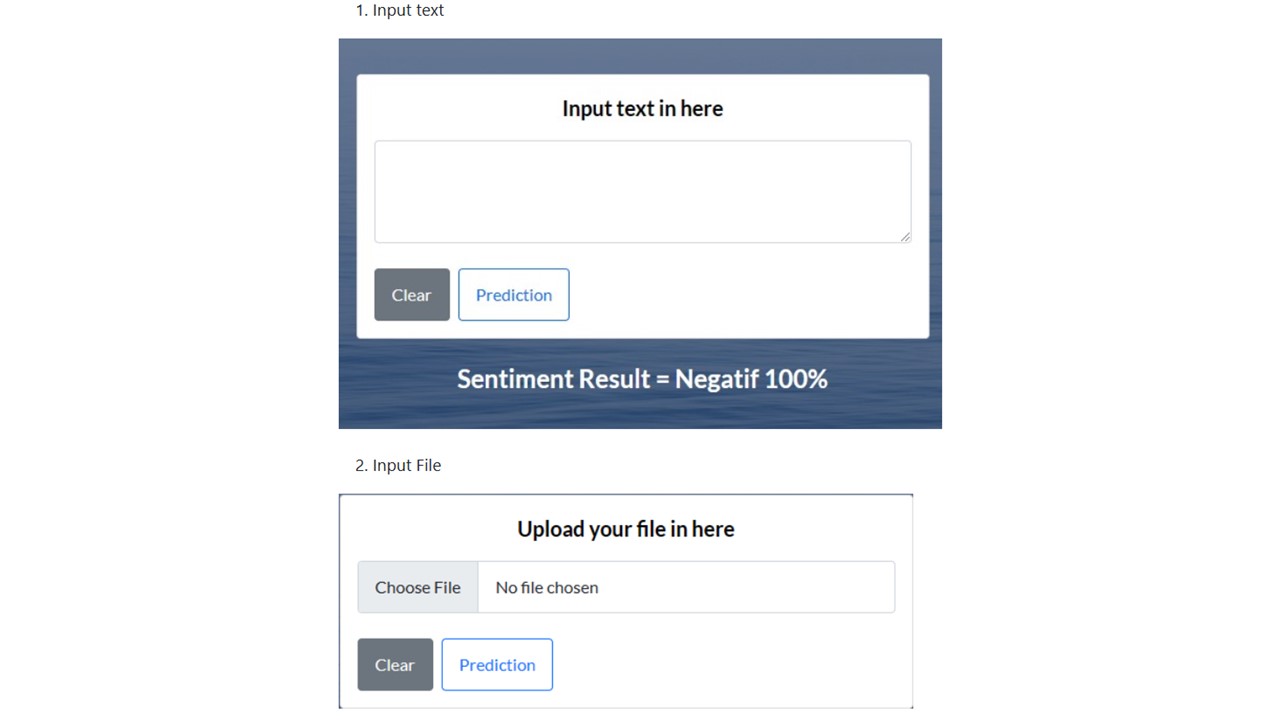 1. Input text
Input text in here
Clear
Prediction
Sentiment Result = Negatif 100%
2. Input File
Upload your file in here
Choose File
No file chosen
Clear
Prediction